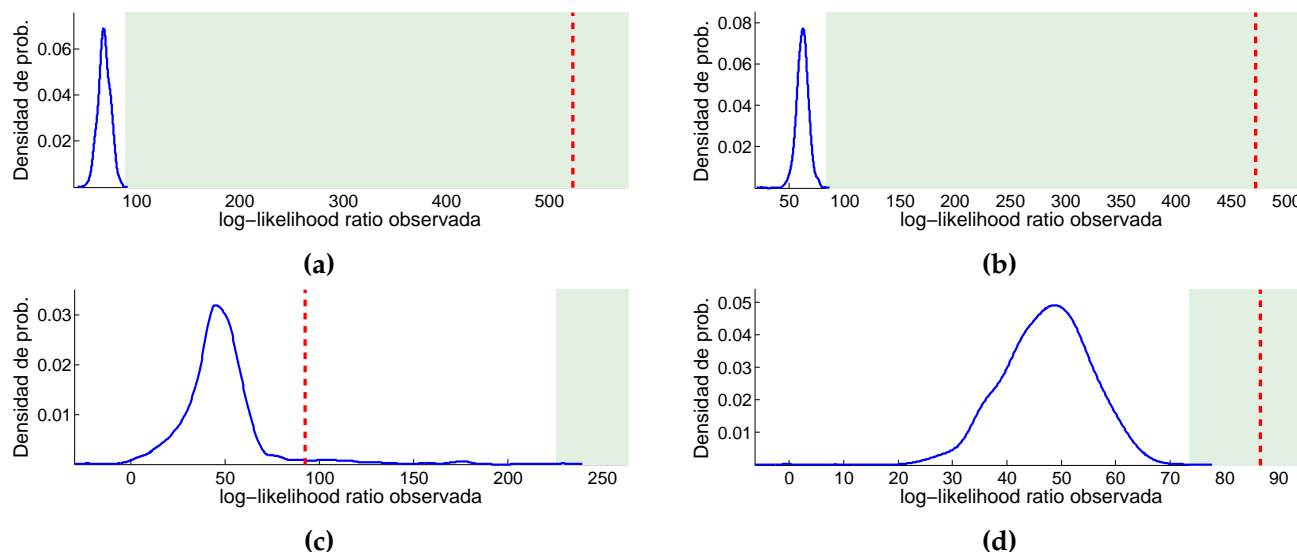 Densidad de prob.
0.06
0.04
0.02
100 200 300 400 500
log−likelihood ratio observada
(a)
Densidad de prob.
0.08
0.06
0.04
0.02
50 100 150 200 250 300 350 400 450 500
log−likelihood ratio observada
(b)
Densidad de prob.
0.03
0.02
0.01
0 50 100 150 200 250
log−likelihood ratio observada
(c)
Densidad de prob.
0.05
0.04
0.03
0.02
0.01
0 10 20 30 40 50 60 70 80 90
log−likelihood ratio observada
(d)